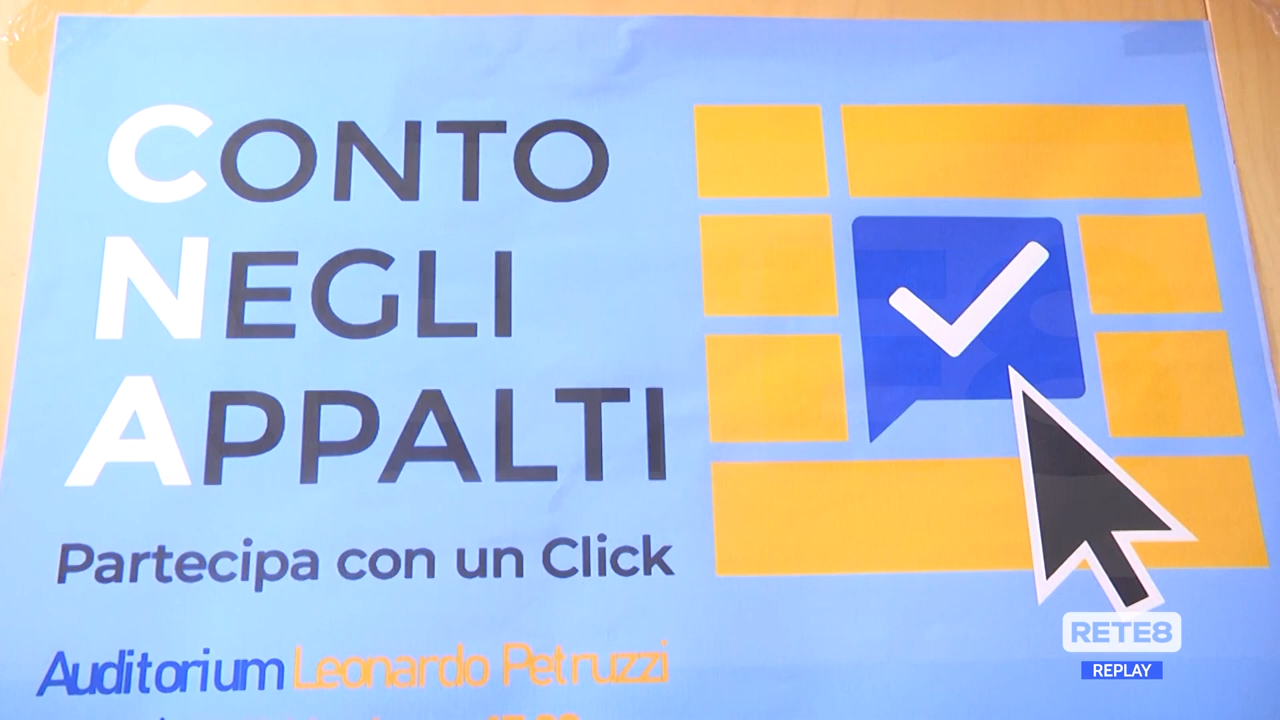 CONTO
NEGLI
APPALTI
Partecipa con un Click
Auditorium Leonardo Petruzzi
RETE8
REPLAY